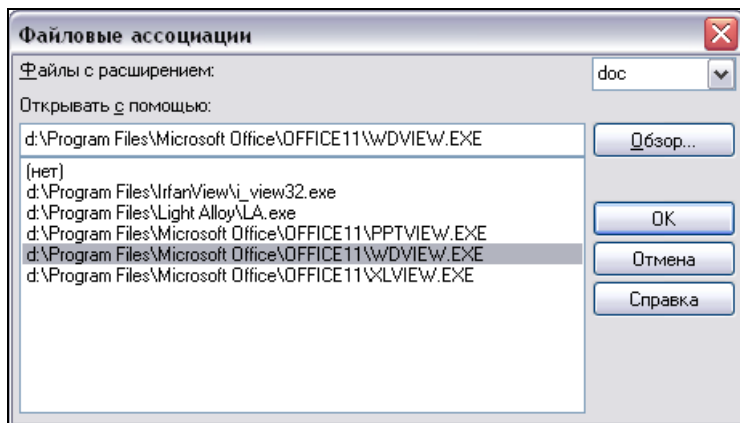 Файловые ассоциации
Файлы с расширением:
doc
Открывать с помощью:
d:\Program Files\Microsoft Office\OFFICE11\WDVIEW.EXE
Обзор...
(нет)
d:\Program Files\IrfanView\i_view32.exe
d:\Program Files\Light Alloy\LA.exe
d:\Program Files\Microsoft Office\OFFICE11\PPTVIEW.EXE
d:\Program Files\Microsoft Office\OFFICE11\WDVIEW.EXE
d:\Program Files\Microsoft Office\OFFICE11\XLVIEW.EXE
OK
Отмена
Справка